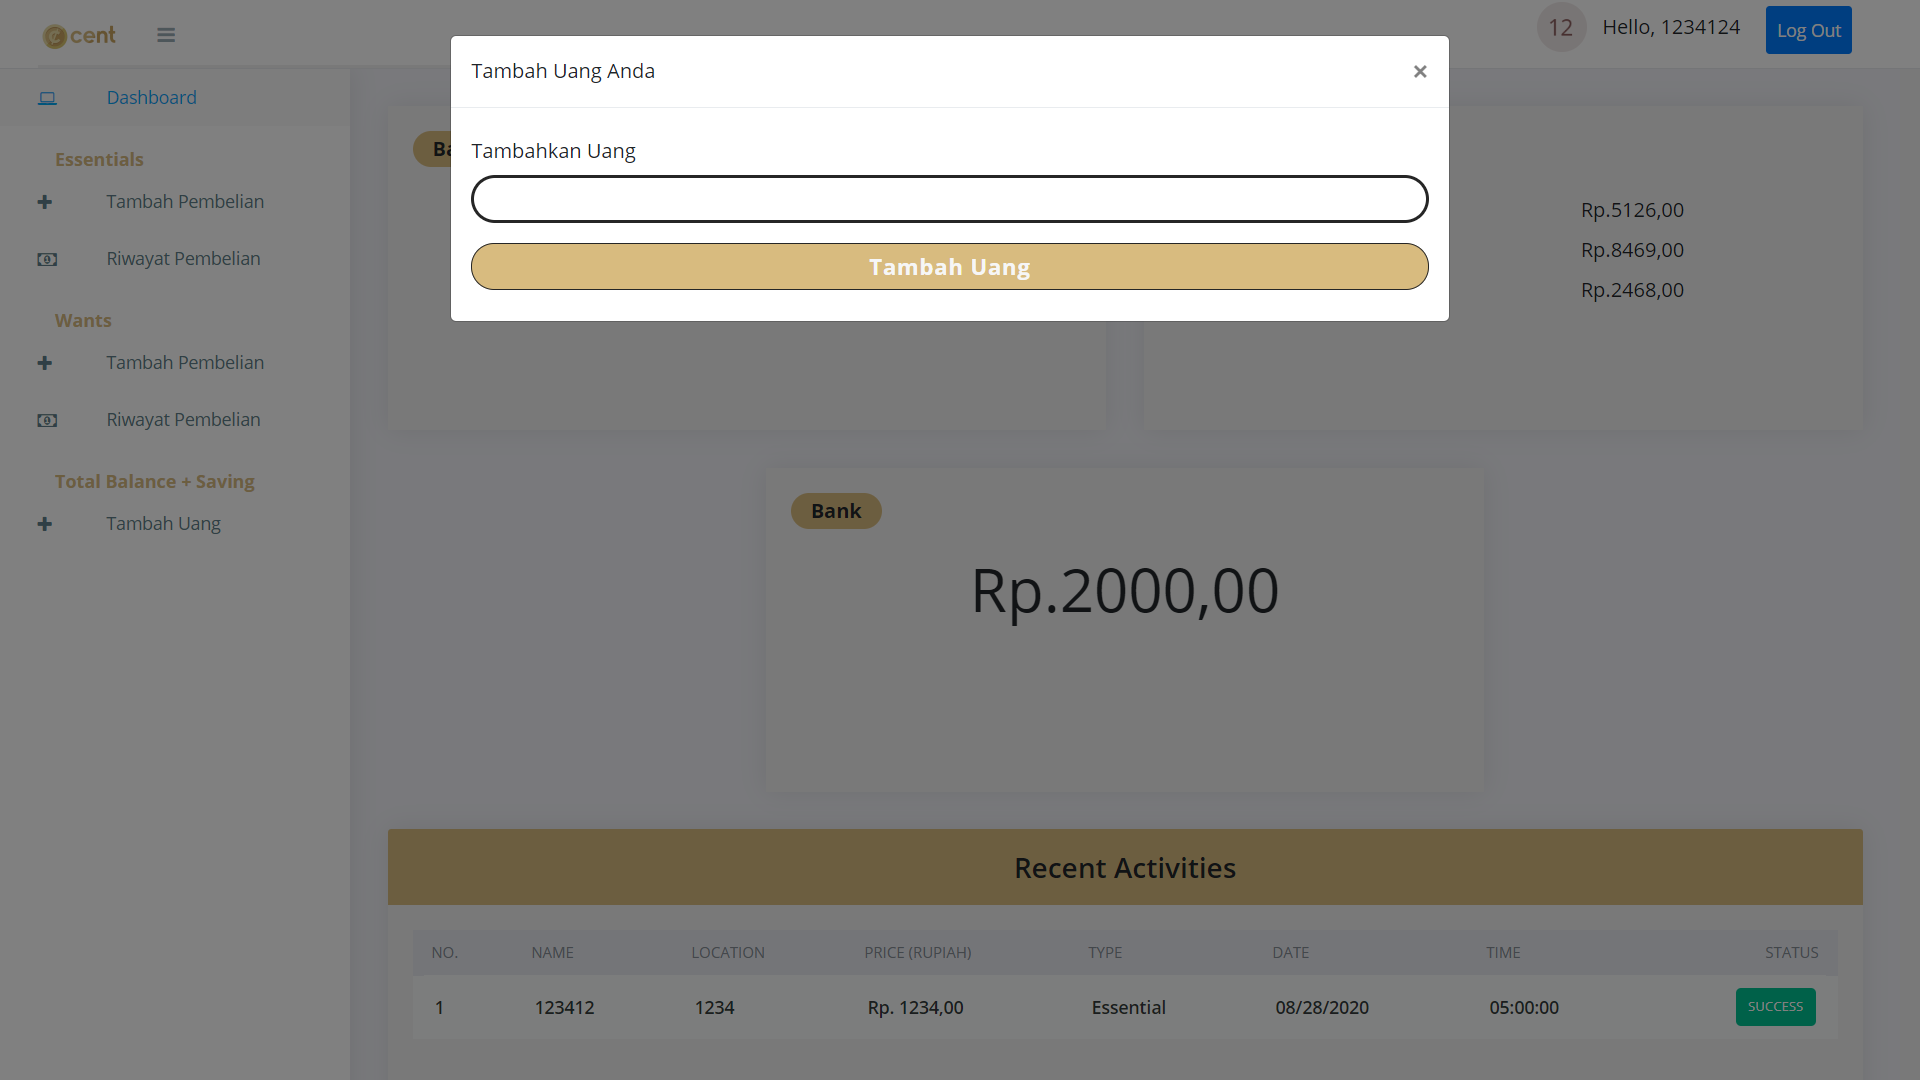 cent
12
Hello, 1234124
Log Out
Tambah Uang Anda
×
Tambahkan Uang
Tambah Uang
Dashboard
Essentials
Tambah Pembelian
Riwayat Pembelian
Wants
Tambah Pembelian
Riwayat Pembelian
Total Balance + Saving
Tambah Uang
Rp.5126,00
Rp.8469,00
Rp.2468,00
Bank
Rp.2000,00
Recent Activities
NO. NAME LOCATION PRICE (RUPIAH) TYPE DATE TIME STATUS
1 123412 1234 Rp. 1234,00 Essential 08/28/2020 05:00:00 SUCCESS